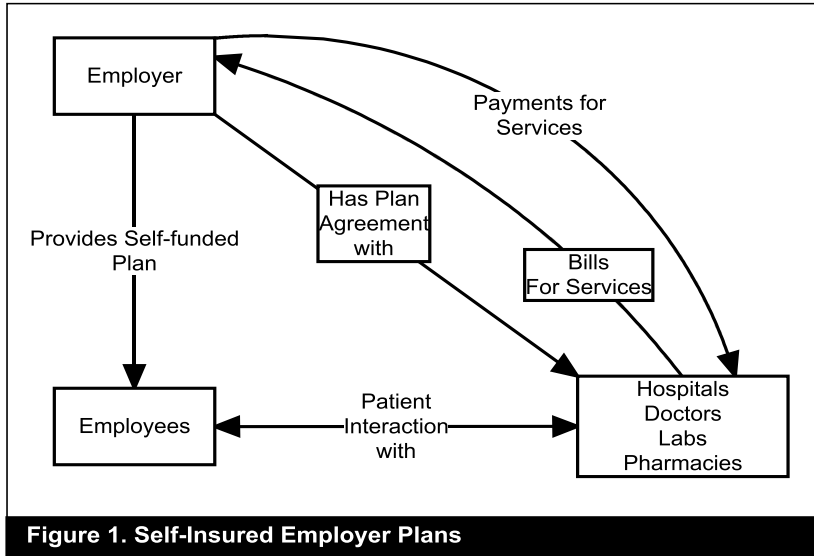 Employer
Payments for
Services
Has Plan
Agreement
with
Provides Self-funded
Plan
Bills
For Services
Employees
Patient
Interaction
with
Hospitals
Doctors
Labs
Pharmacies
Figure 1. Self-Insured Employer Plans